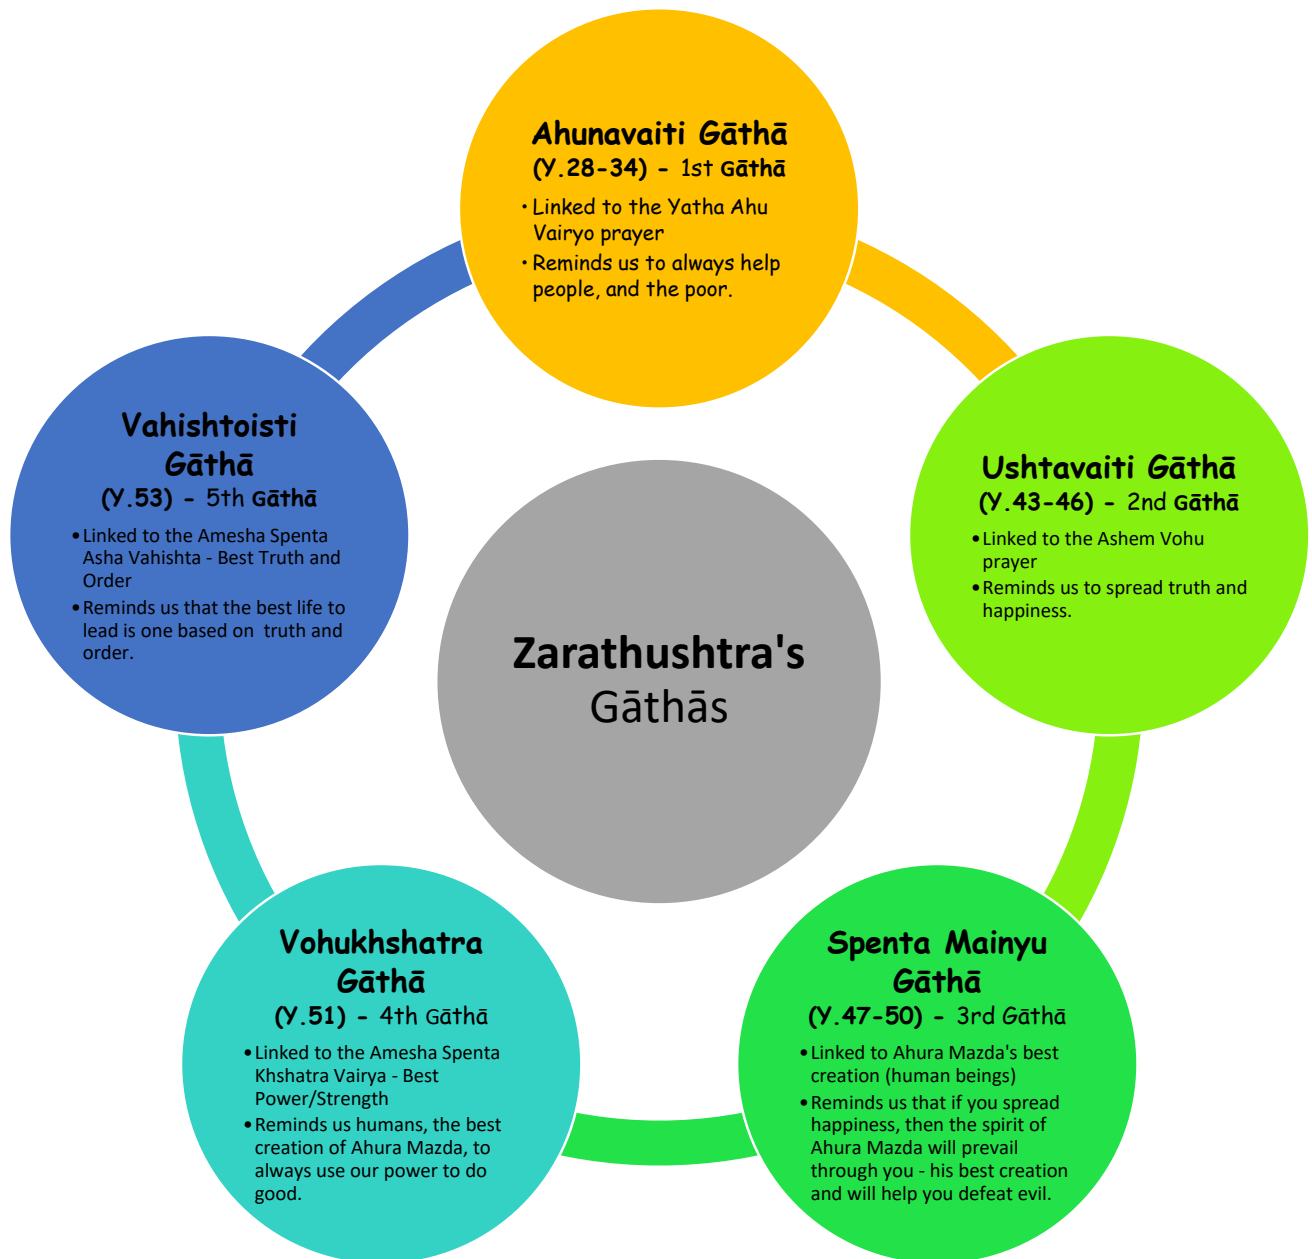 Ahunavaiti Gāthā
(Y.28-34) - 1st Gāthā
• Linked to the Yatha Ahu
Vairyo prayer
• Reminds us to always help
people, and the poor.
Ushtavaiti Gāthā
(Y.43-46) - 2nd Gāthā
• Linked to the Ashem Vohu
prayer
• Reminds us to spread truth and
happiness.
Spenta Mainyu
Gāthā
(Y.47-50) - 3rd Gāthā
• Linked to Ahura Mazda's best
creation (human beings)
• Reminds us that if you spread
happiness, then the spirit of
Ahura Mazda will prevail
through you - his best creation
and will help you defeat evil.
Vohukhshatra
Gāthā
(Y.51) - 4th Gāthā
• Linked to the Amesha Spenta
Khshatra Vairya - Best
Power/Strength
• Reminds us humans, the best
creation of Ahura Mazda, to
always use our power to do
good.
Vahishtoisti
Gāthā
(Y.53) - 5th Gāthā
• Linked to the Amesha Spenta
Asha Vahishta - Best Truth and
Order
• Reminds us that the best life to
lead is one based on truth and
order.
Zarathushtra's
Gāthās